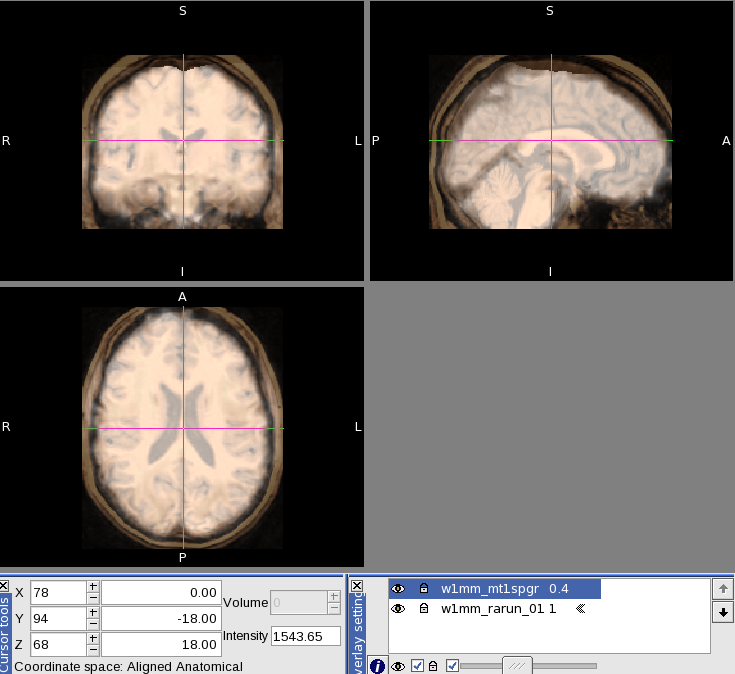 S
S
R
L
P
A
I
I
A
R
L
P
Cursor tools
X 78 0.00
Y 94 -18.00
Z 68 18.00
Volume 0
Intensity 1543.65
Coordinate space: Aligned Anatomical
verlay settin
w1mm_mt1spgr 0.4
w1mm_rarun_01 1